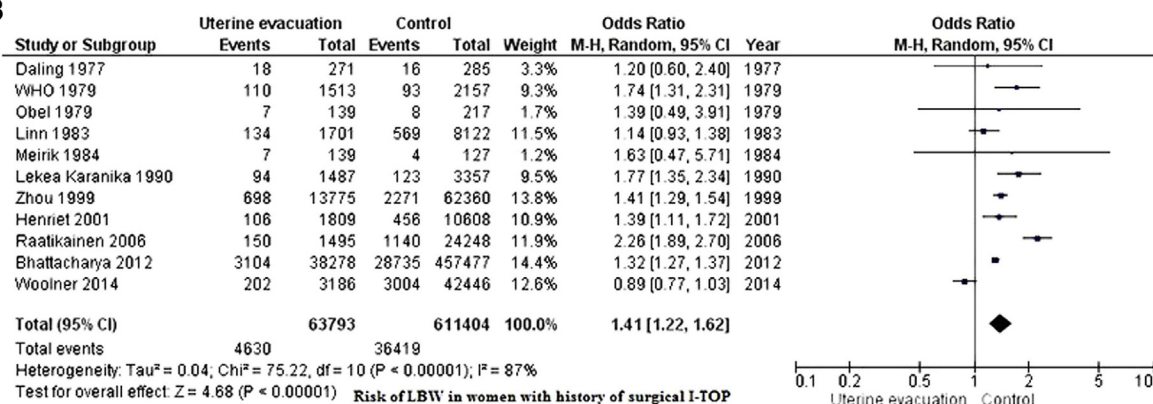 B
Uterine evacuation Control Odds Ratio Odds Ratio
Study or Subgroup Events Total Events Total Weight M-H, Random, 95% CI Year M-H, Random, 95% CI
Daling 1977 18 271 16 285 3.3% 1.20 [0.60, 2.40] 1977
WHO 1979 110 1513 93 2157 9.3% 1.74 [1.31, 2.31] 1979
Obel 1979 7 139 8 217 1.7% 1.39 [0.49, 3.91] 1979
Linn 1983 134 1701 569 8122 11.5% 1.14 [0.93, 1.38] 1983
Meirik 1984 7 139 4 127 1.2% 1.63 [0.47, 5.71] 1984
Lekea Karanika 1990 94 1487 123 3357 9.5% 1.77 [1.35, 2.34] 1990
Zhou 1999 698 13775 2271 62360 13.8% 1.41 [1.29, 1.54] 1999
Henriet 2001 106 1809 456 10608 10.9% 1.39 [1.11, 1.72] 2001
Raatikainen 2006 150 1495 1140 24248 11.9% 2.26 [1.89, 2.70] 2006
Bhattacharya 2012 3104 38278 28735 457477 14.4% 1.32 [1.27, 1.37] 2012
Woolner 2014 202 3186 3004 42446 12.6% 0.89 [0.77, 1.03] 2014
Total (95% CI) 63793 611404 100.0% 1.41 [1.22, 1.62]
Total events 4630 36419
Heterogeneity: Tau² = 0.04; Chi² = 75.22, df = 10 (P < 0.00001); I² = 87%
Test for overall effect: Z = 4.68 (P < 0.00001)
0.1 0.2 0.5 1 2 5 10
Uterine evacuation Control
Risk of LBW in women with history of surgical I-TOP